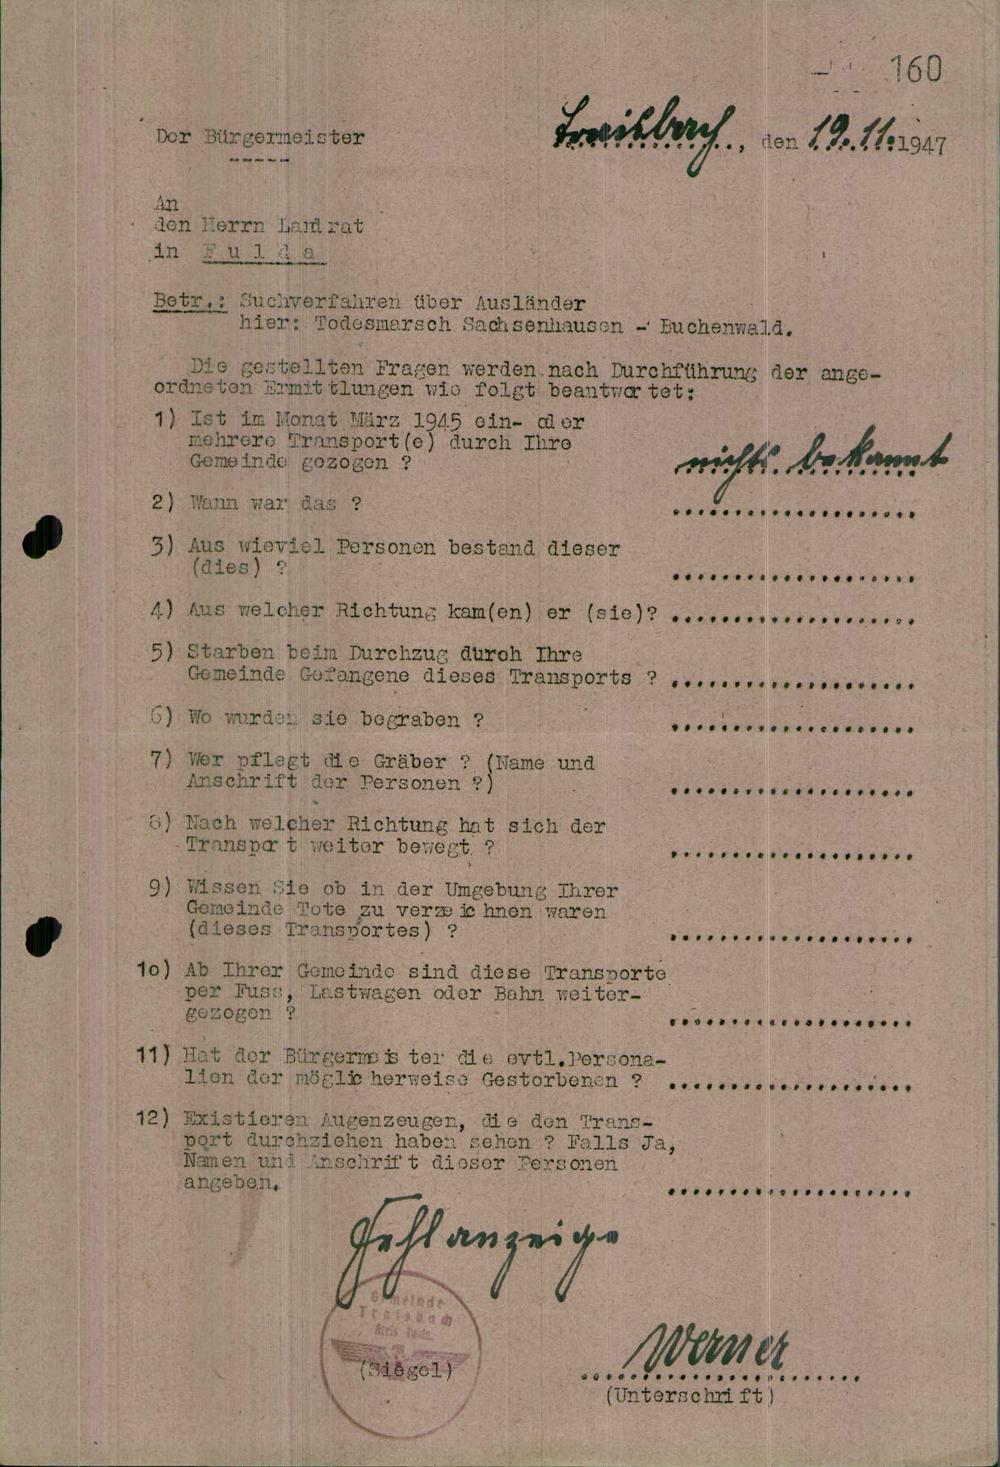 160
Der Bürgermeister
Traisbach, den 19.11.1947
An
den Herrn Landrat
in Fulda
Betr.: Suchverfahren über Ausländer
hier: Todesmarsch Sachsenhausen - Buchenwald.
Die gestellten Fragen werden nach Durchführung der ange-
ordneten Ermittlungen wie folgt beantwortet:
1) Ist im Monat März 1945 ein- oder
mehrere Transport(e) durch Ihre
Gemeinde gezogen ? nichts bekannt
2) Wann war das ? ....................
3) Aus wieviel Personen bestand dieser
(dies) ? ....................
4) Aus welcher Richtung kam(en) er (sie)? ....................
5) Starben beim Durchzug durch Ihre
Gemeinde Gefangene dieses Transports ? ....................
6) Wo wurden sie begraben ? ....................
7) Wer pflegt die Gräber ? (Name und
Anschrift der Personen ?) ....................
8) Nach welcher Richtung hat sich der
Transport weiter bewegt ? ....................
9) Wissen Sie ob in der Umgebung Ihrer
Gemeinde Tote zu verzeichnen waren
(dieses Transportes) ? ....................
10) Ab Ihrer Gemeinde sind diese Transporte
per Fuss, Lastwagen oder Bahn weiter-
gezogen ? ....................
11) Hat der Bürgermeister die evtl.Persona-
lien der möglicherweise Gestorbenen ? ....................
12) Existieren Augenzeugen, die den Trans-
port durchziehen haben sehen ? Falls Ja,
Namen und Anschrift dieser Personen
angeben. ....................
Fehlanzeige
Gemeinde
Traisbach
Kreis Fulda
(Siegel)
Werner
(Unterschrift)